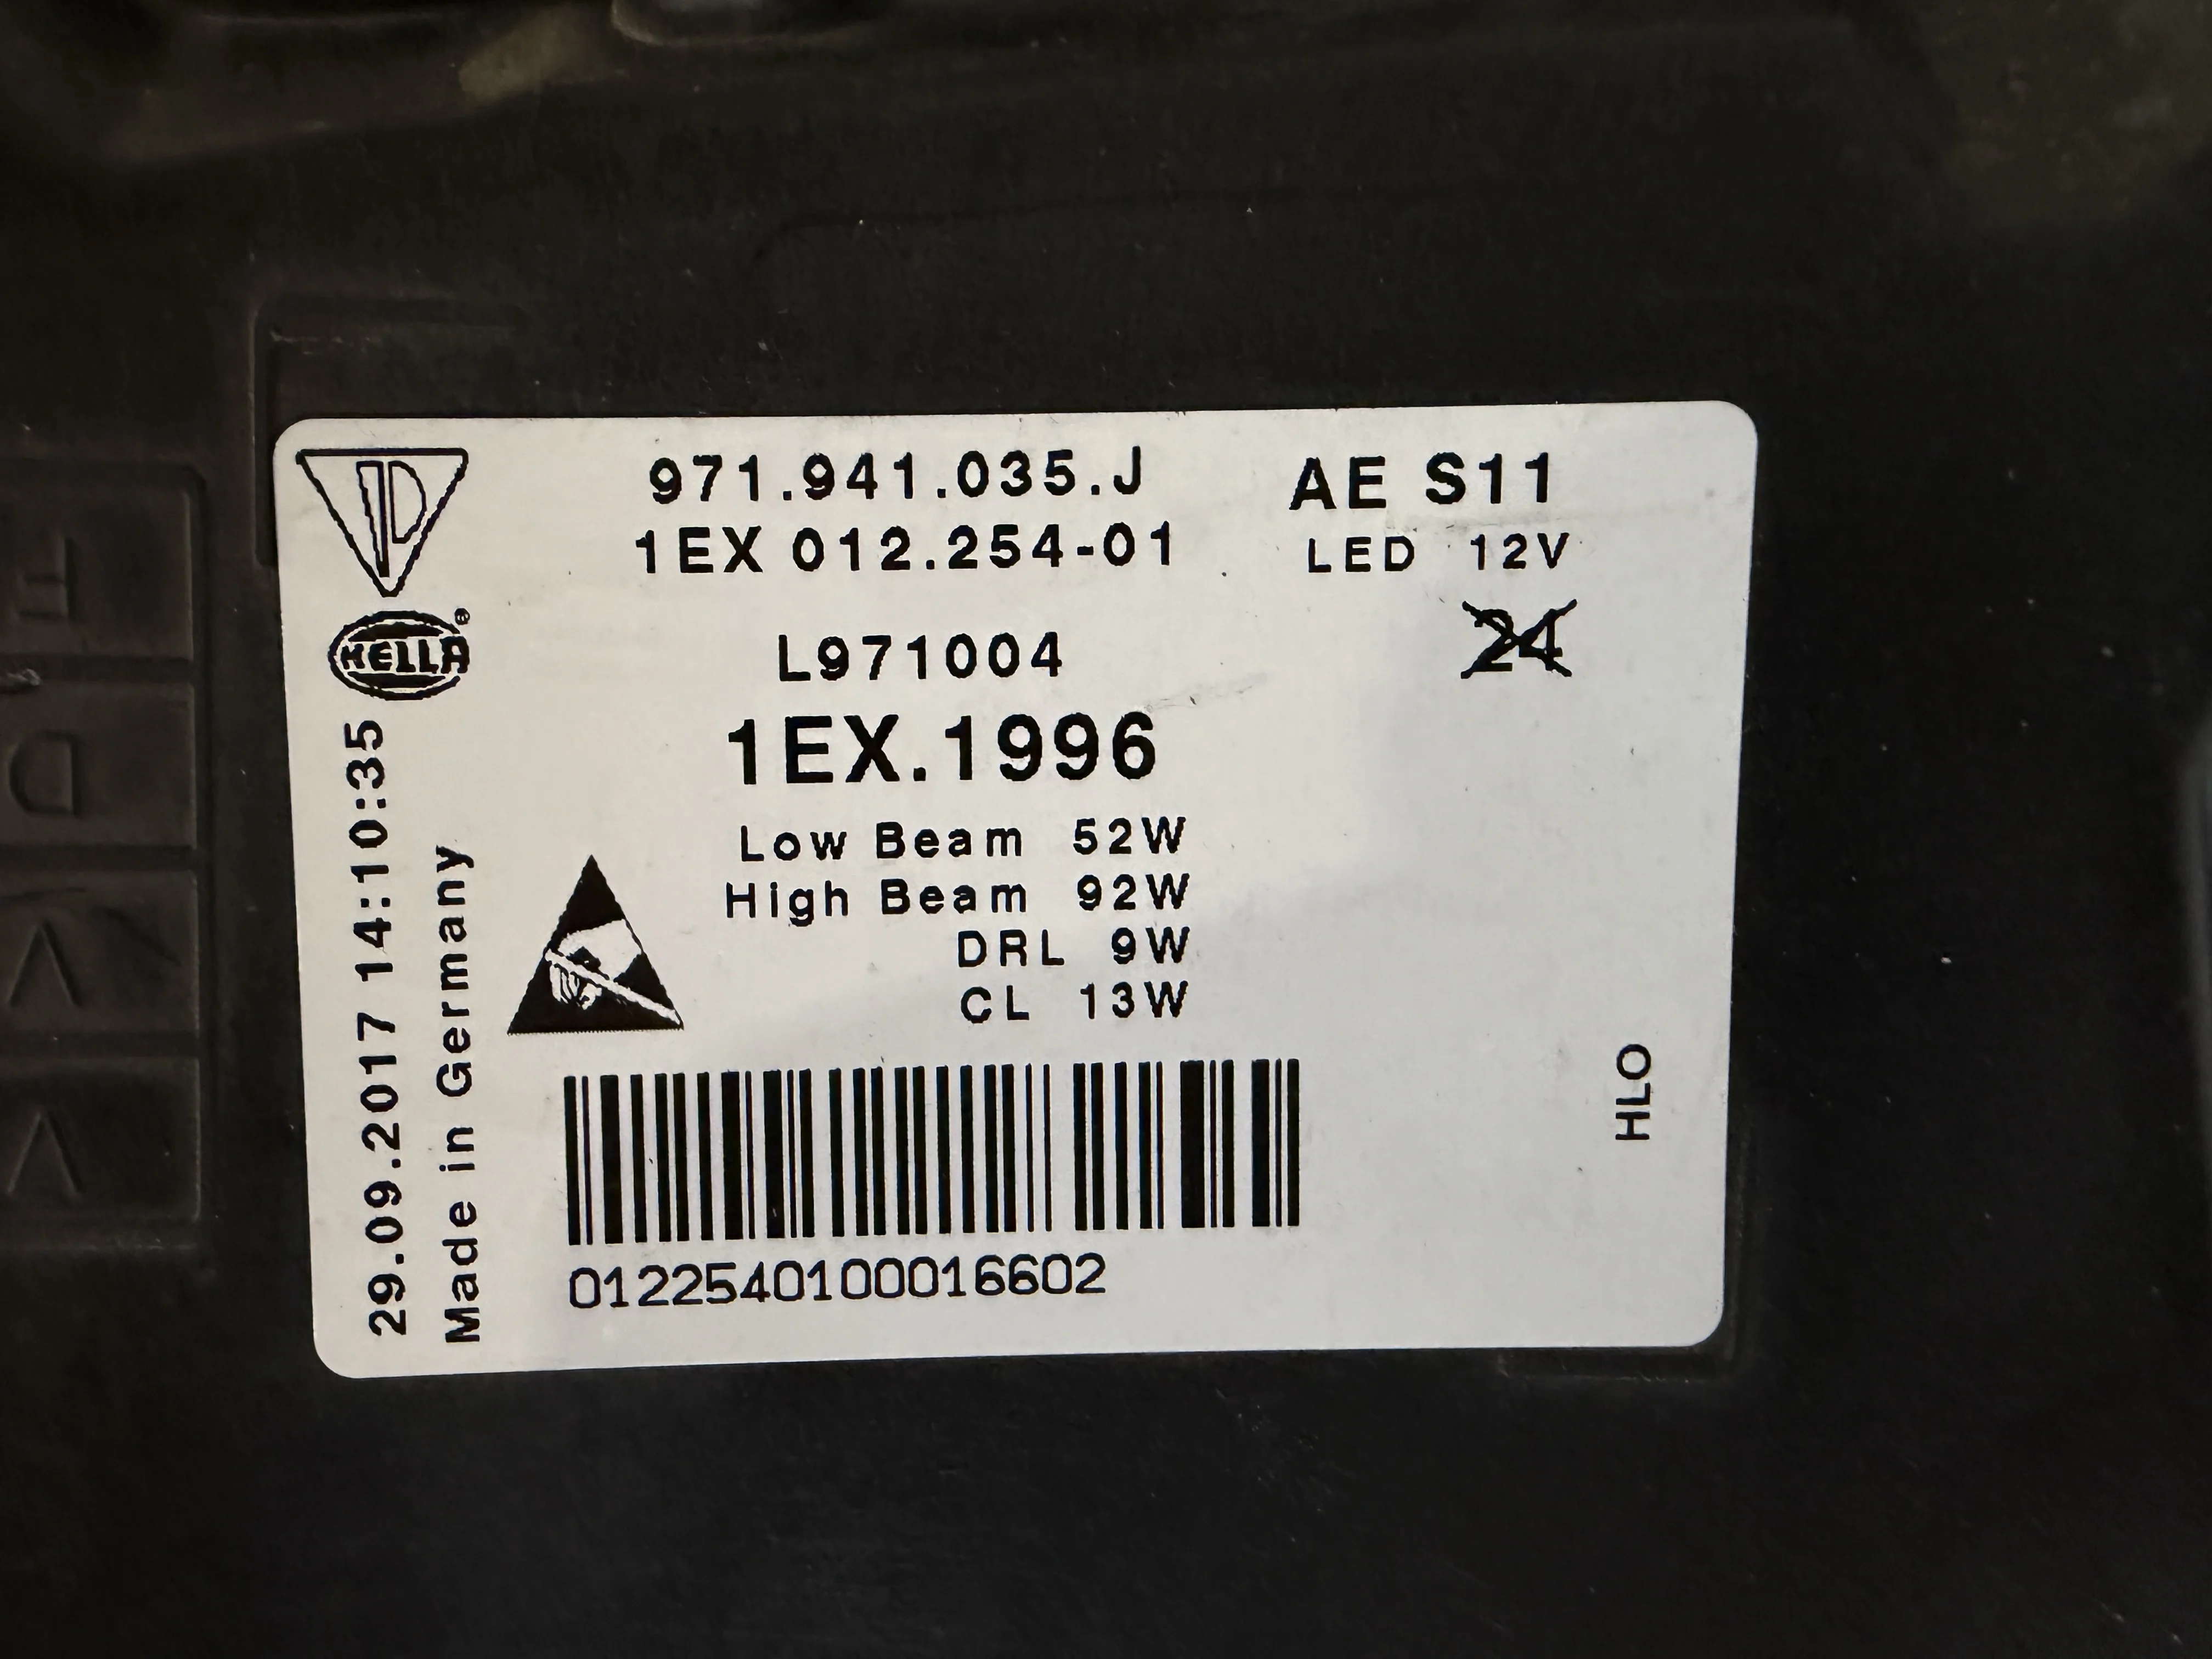 971.941.035.J AE S11
1EX 012.254-01 LED 12V
HELLA®
24
L971004
1EX.1996
Low Beam 52W
High Beam 92W
DRL 9W
CL 13W
0122540100016602
29.09.2017 14:10:35
Made in Germany
HLO